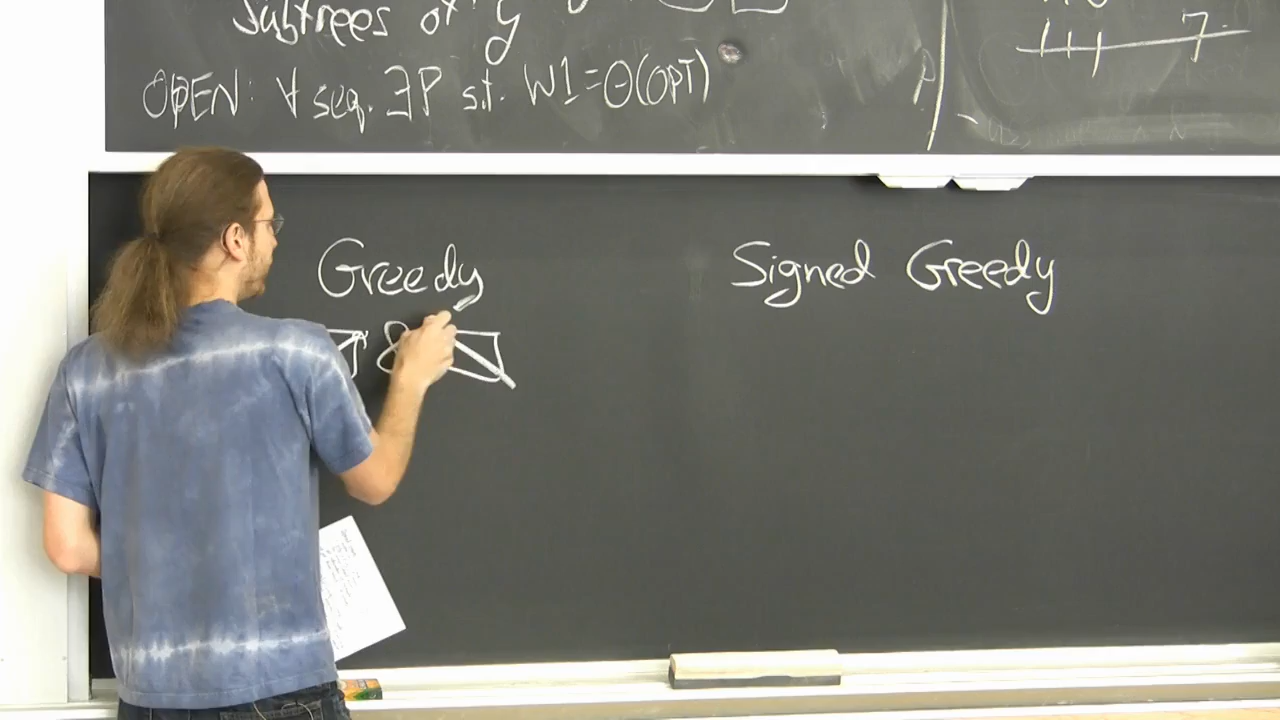 Subtrees of y
OPEN: ∀ seq. ∃P s.t. W1=Θ(OPT)
Greedy
&
Signed Greedy